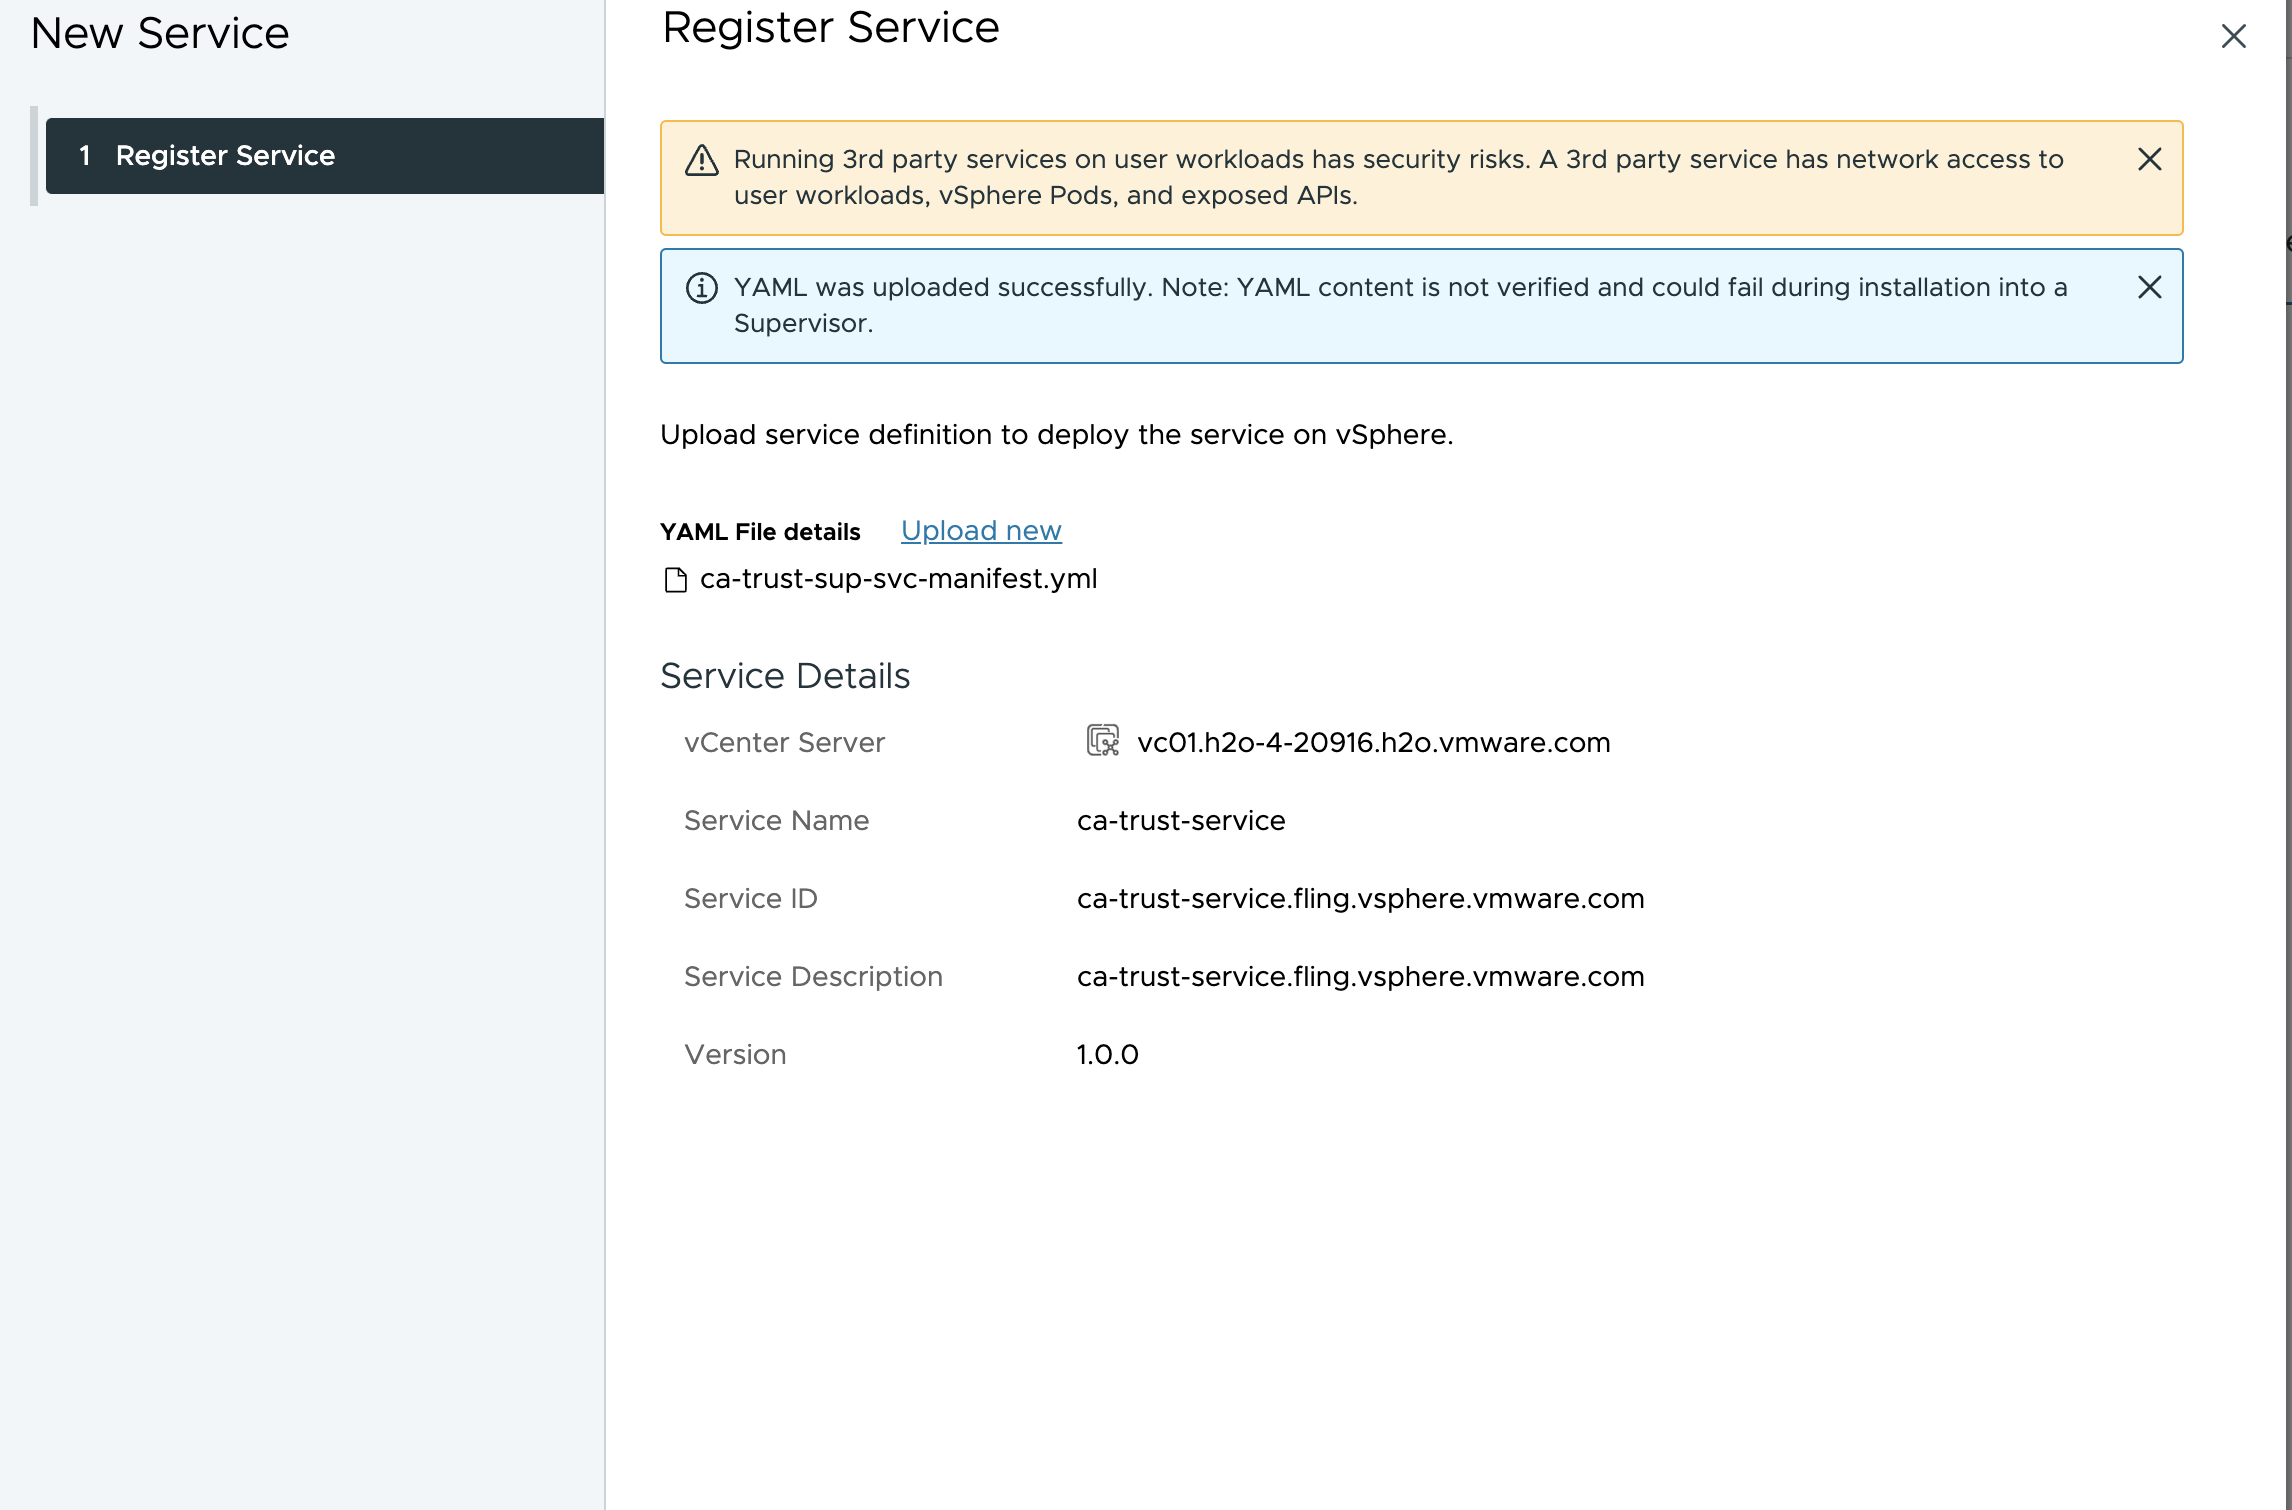 New Service
1 Register Service
Register Service
Running 3rd party services on user workloads has security risks. A 3rd party service has network access to
user workloads, vSphere Pods, and exposed APIs.
YAML was uploaded successfully. Note: YAML content is not verified and could fail during installation into a
Supervisor.
Upload service definition to deploy the service on vSphere.
YAML File details Upload new
ca-trust-sup-svc-manifest.yml
Service Details
vCenter Server vc01.h2o-4-20916.h2o.vmware.com
Service Name ca-trust-service
Service ID ca-trust-service.fling.vsphere.vmware.com
Service Description ca-trust-service.fling.vsphere.vmware.com
Version 1.0.0